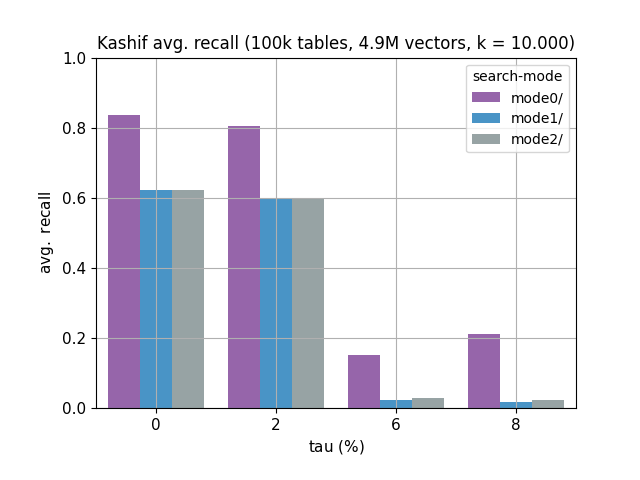 Kashif avg. recall (100k tables, 4.9M vectors, k = 10.000)
1.0
0.8
0.6
0.4
0.2
0.0
avg. recall
search-mode
mode0/
mode1/
mode2/
0 2 6 8
tau (%)